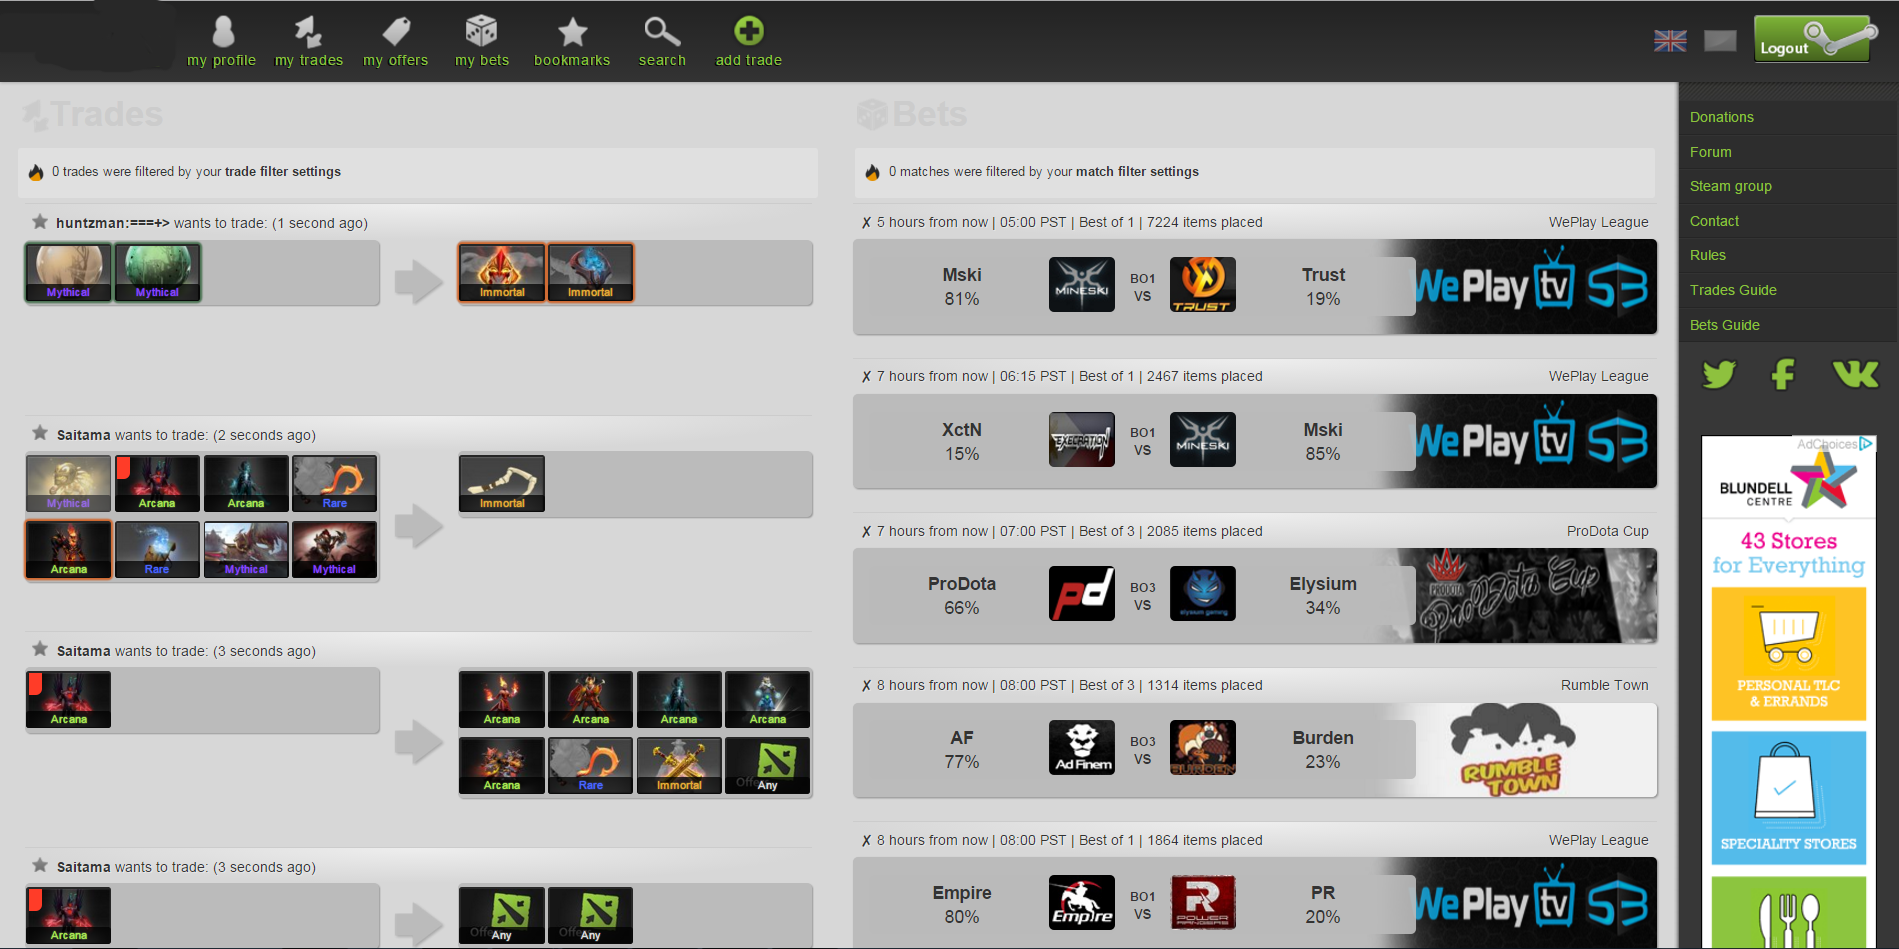 my profile
my trades
my offers
my bets
bookmarks
search
add trade
Logout
Trades
0 trades were filtered by your trade filter settings
huntzman:===+> wants to trade: (1 second ago)
Mythical
Mythical
Immortal
Immortal
Saitama wants to trade: (2 seconds ago)
Mythical
Arcana
Arcana
Rare
Immortal
Arcana
Rare
Mythical
Mythical
Saitama wants to trade: (3 seconds ago)
Arcana
Arcana
Arcana
Arcana
Arcana
Arcana
Rare
Immortal
Any
Saitama wants to trade: (3 seconds ago)
Arcana
Any
Any
Bets
0 matches were filtered by your match filter settings
✗ 5 hours from now | 05:00 PST | Best of 1 | 7224 items placed
WePlay League
Mski
81%
MINESKI
BO1
VS
TRUST
Trust
19%
WePlay tv S3
✗ 7 hours from now | 06:15 PST | Best of 1 | 2467 items placed
WePlay League
XctN
15%
EXECRATION
BO1
VS
MINESKI
Mski
85%
WePlay tv S3
✗ 7 hours from now | 07:00 PST | Best of 3 | 2085 items placed
ProDota Cup
ProDota
66%
pd
BO3
VS
elysium gaming
Elysium
34%
PRODOTA
ProDota Cup
✗ 8 hours from now | 08:00 PST | Best of 3 | 1314 items placed
Rumble Town
AF
77%
Ad Finem
BO3
VS
BURDEN
Burden
23%
RUMBLE
TOWN
✗ 8 hours from now | 08:00 PST | Best of 1 | 1864 items placed
WePlay League
Empire
80%
Empire
BO1
VS
R
POWER
RANGERS
PR
20%
WePlay tv S3
Donations
Forum
Steam group
Contact
Rules
Trades Guide
Bets Guide
AdChoices
BLUNDELL
CENTRE
43 Stores
for Everything
PERSONAL TLC
& ERRANDS
SPECIALITY STORES